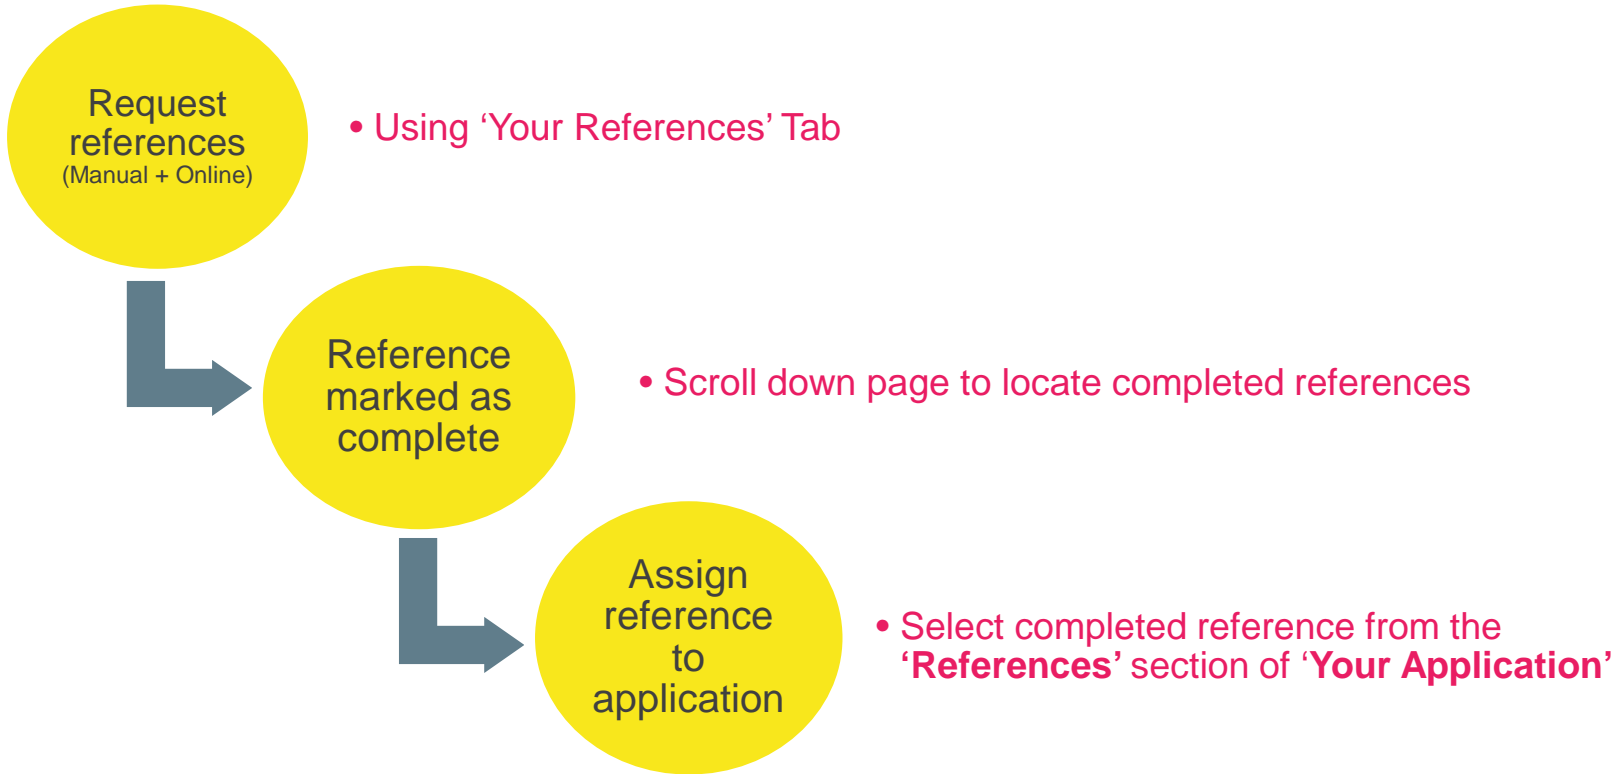 Request
references
(Manual + Online)
• Using ‘Your References’ Tab
Reference
marked as
complete
• Scroll down page to locate completed references
Assign
reference
to
application
• Select completed reference from the
‘References’ section of ‘Your Application’